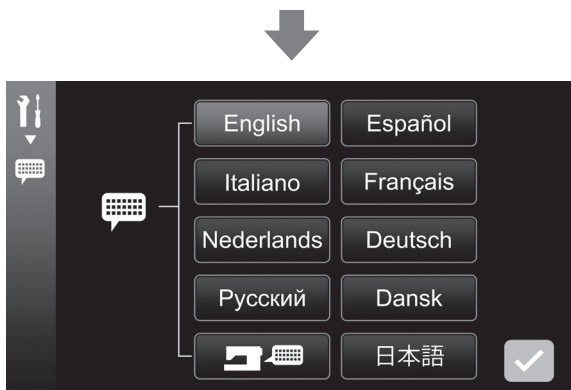 English Español
Italiano Français
Nederlands Deutsch
Русский Dansk
日本語